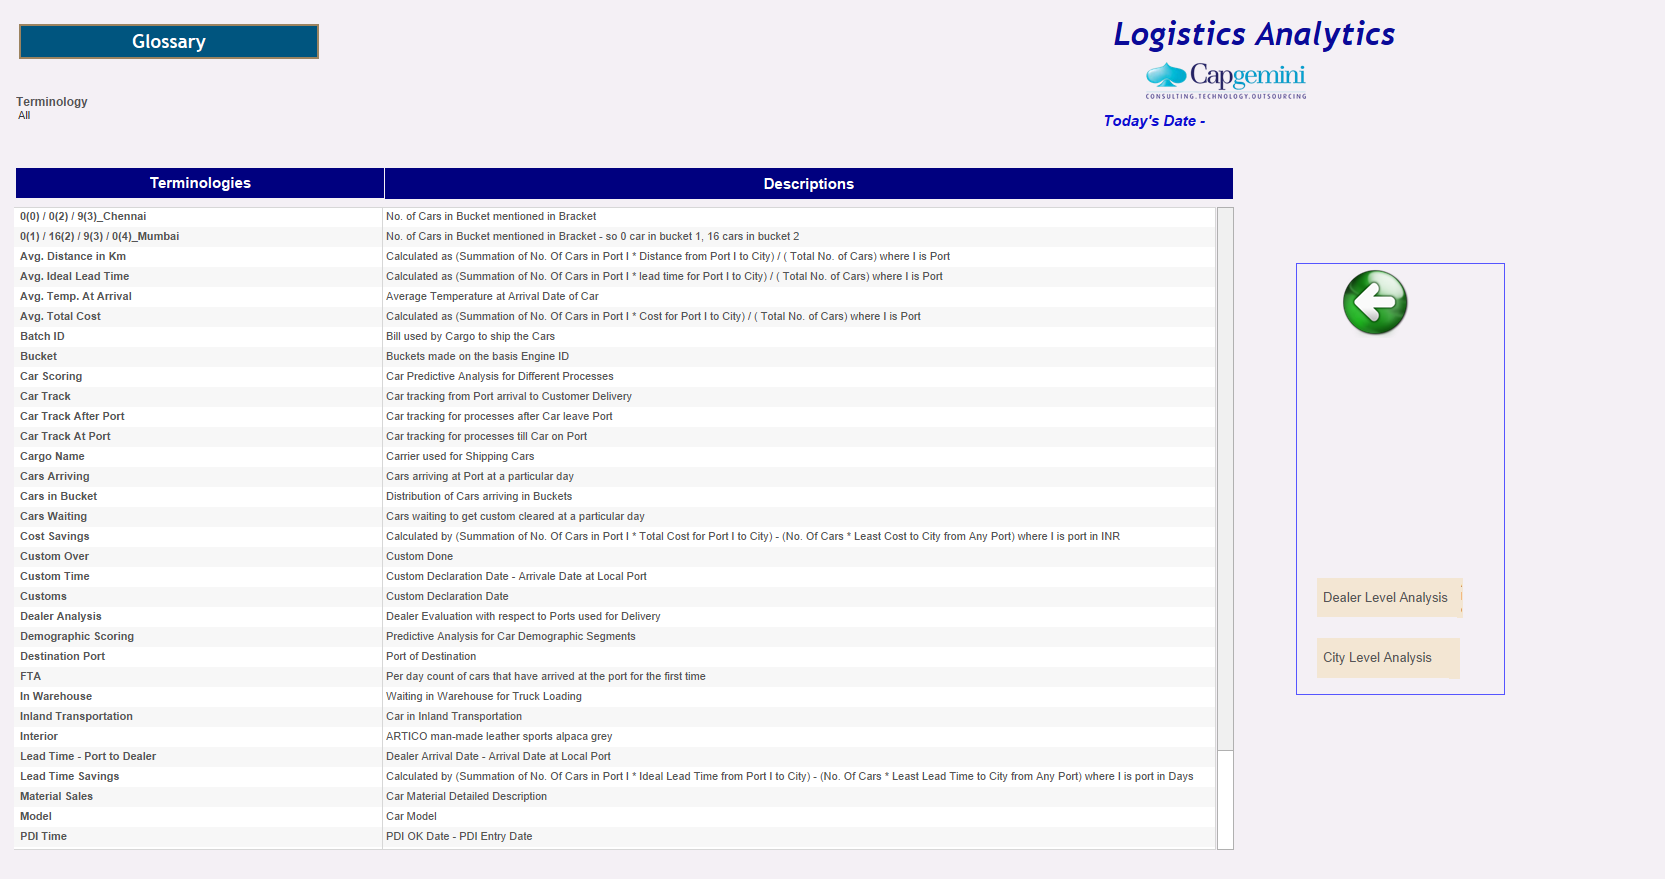 Glossary
Logistics Analytics
Capgemini
CONSULTING.TECHNOLOGY.OUTSOURCING
Terminology
All
Today's Date -
Terminologies Descriptions
0(0) / 0(2) / 9(3)_Chennai No. of Cars in Bucket mentioned in Bracket
0(1) / 16(2) / 9(3) / 0(4)_Mumbai No. of Cars in Bucket mentioned in Bracket - so 0 car in bucket 1, 16 cars in bucket 2
Avg. Distance in Km Calculated as (Summation of No. Of Cars in Port I * Distance from Port I to City) / ( Total No. of Cars) where I is Port
Avg. Ideal Lead Time Calculated as (Summation of No. Of Cars in Port I * lead time for Port I to City) / ( Total No. of Cars) where I is Port
Avg. Temp. At Arrival Average Temperature at Arrival Date of Car
Avg. Total Cost Calculated as (Summation of No. Of Cars in Port I * Cost for Port I to City) / ( Total No. of Cars) where I is Port
Batch ID Bill used by Cargo to ship the Cars
Bucket Buckets made on the basis Engine ID
Car Scoring Car Predictive Analysis for Different Processes
Car Track Car tracking from Port arrival to Customer Delivery
Car Track After Port Car tracking for processes after Car leave Port
Car Track At Port Car tracking for processes till Car on Port
Cargo Name Carrier used for Shipping Cars
Cars Arriving Cars arriving at Port at a particular day
Cars in Bucket Distribution of Cars arriving in Buckets
Cars Waiting Cars waiting to get custom cleared at a particular day
Cost Savings Calculated by (Summation of No. Of Cars in Port I * Total Cost for Port I to City) - (No. Of Cars * Least Cost to City from Any Port) where I is port in INR
Custom Over Custom Done
Custom Time Custom Declaration Date - Arrivale Date at Local Port
Customs Custom Declaration Date
Dealer Analysis Dealer Evaluation with respect to Ports used for Delivery
Demographic Scoring Predictive Analysis for Car Demographic Segments
Destination Port Port of Destination
FTA Per day count of cars that have arrived at the port for the first time
In Warehouse Waiting in Warehouse for Truck Loading
Inland Transportation Car in Inland Transportation
Interior ARTICO man-made leather sports alpaca grey
Lead Time - Port to Dealer Dealer Arrival Date - Arrival Date at Local Port
Lead Time Savings Calculated by (Summation of No. Of Cars in Port I * Ideal Lead Time from Port I to City) - (No. Of Cars * Least Lead Time to City from Any Port) where I is port in Days
Material Sales Car Material Detailed Description
Model Car Model
PDI Time PDI OK Date - PDI Entry Date
Dealer Level Analysis
City Level Analysis